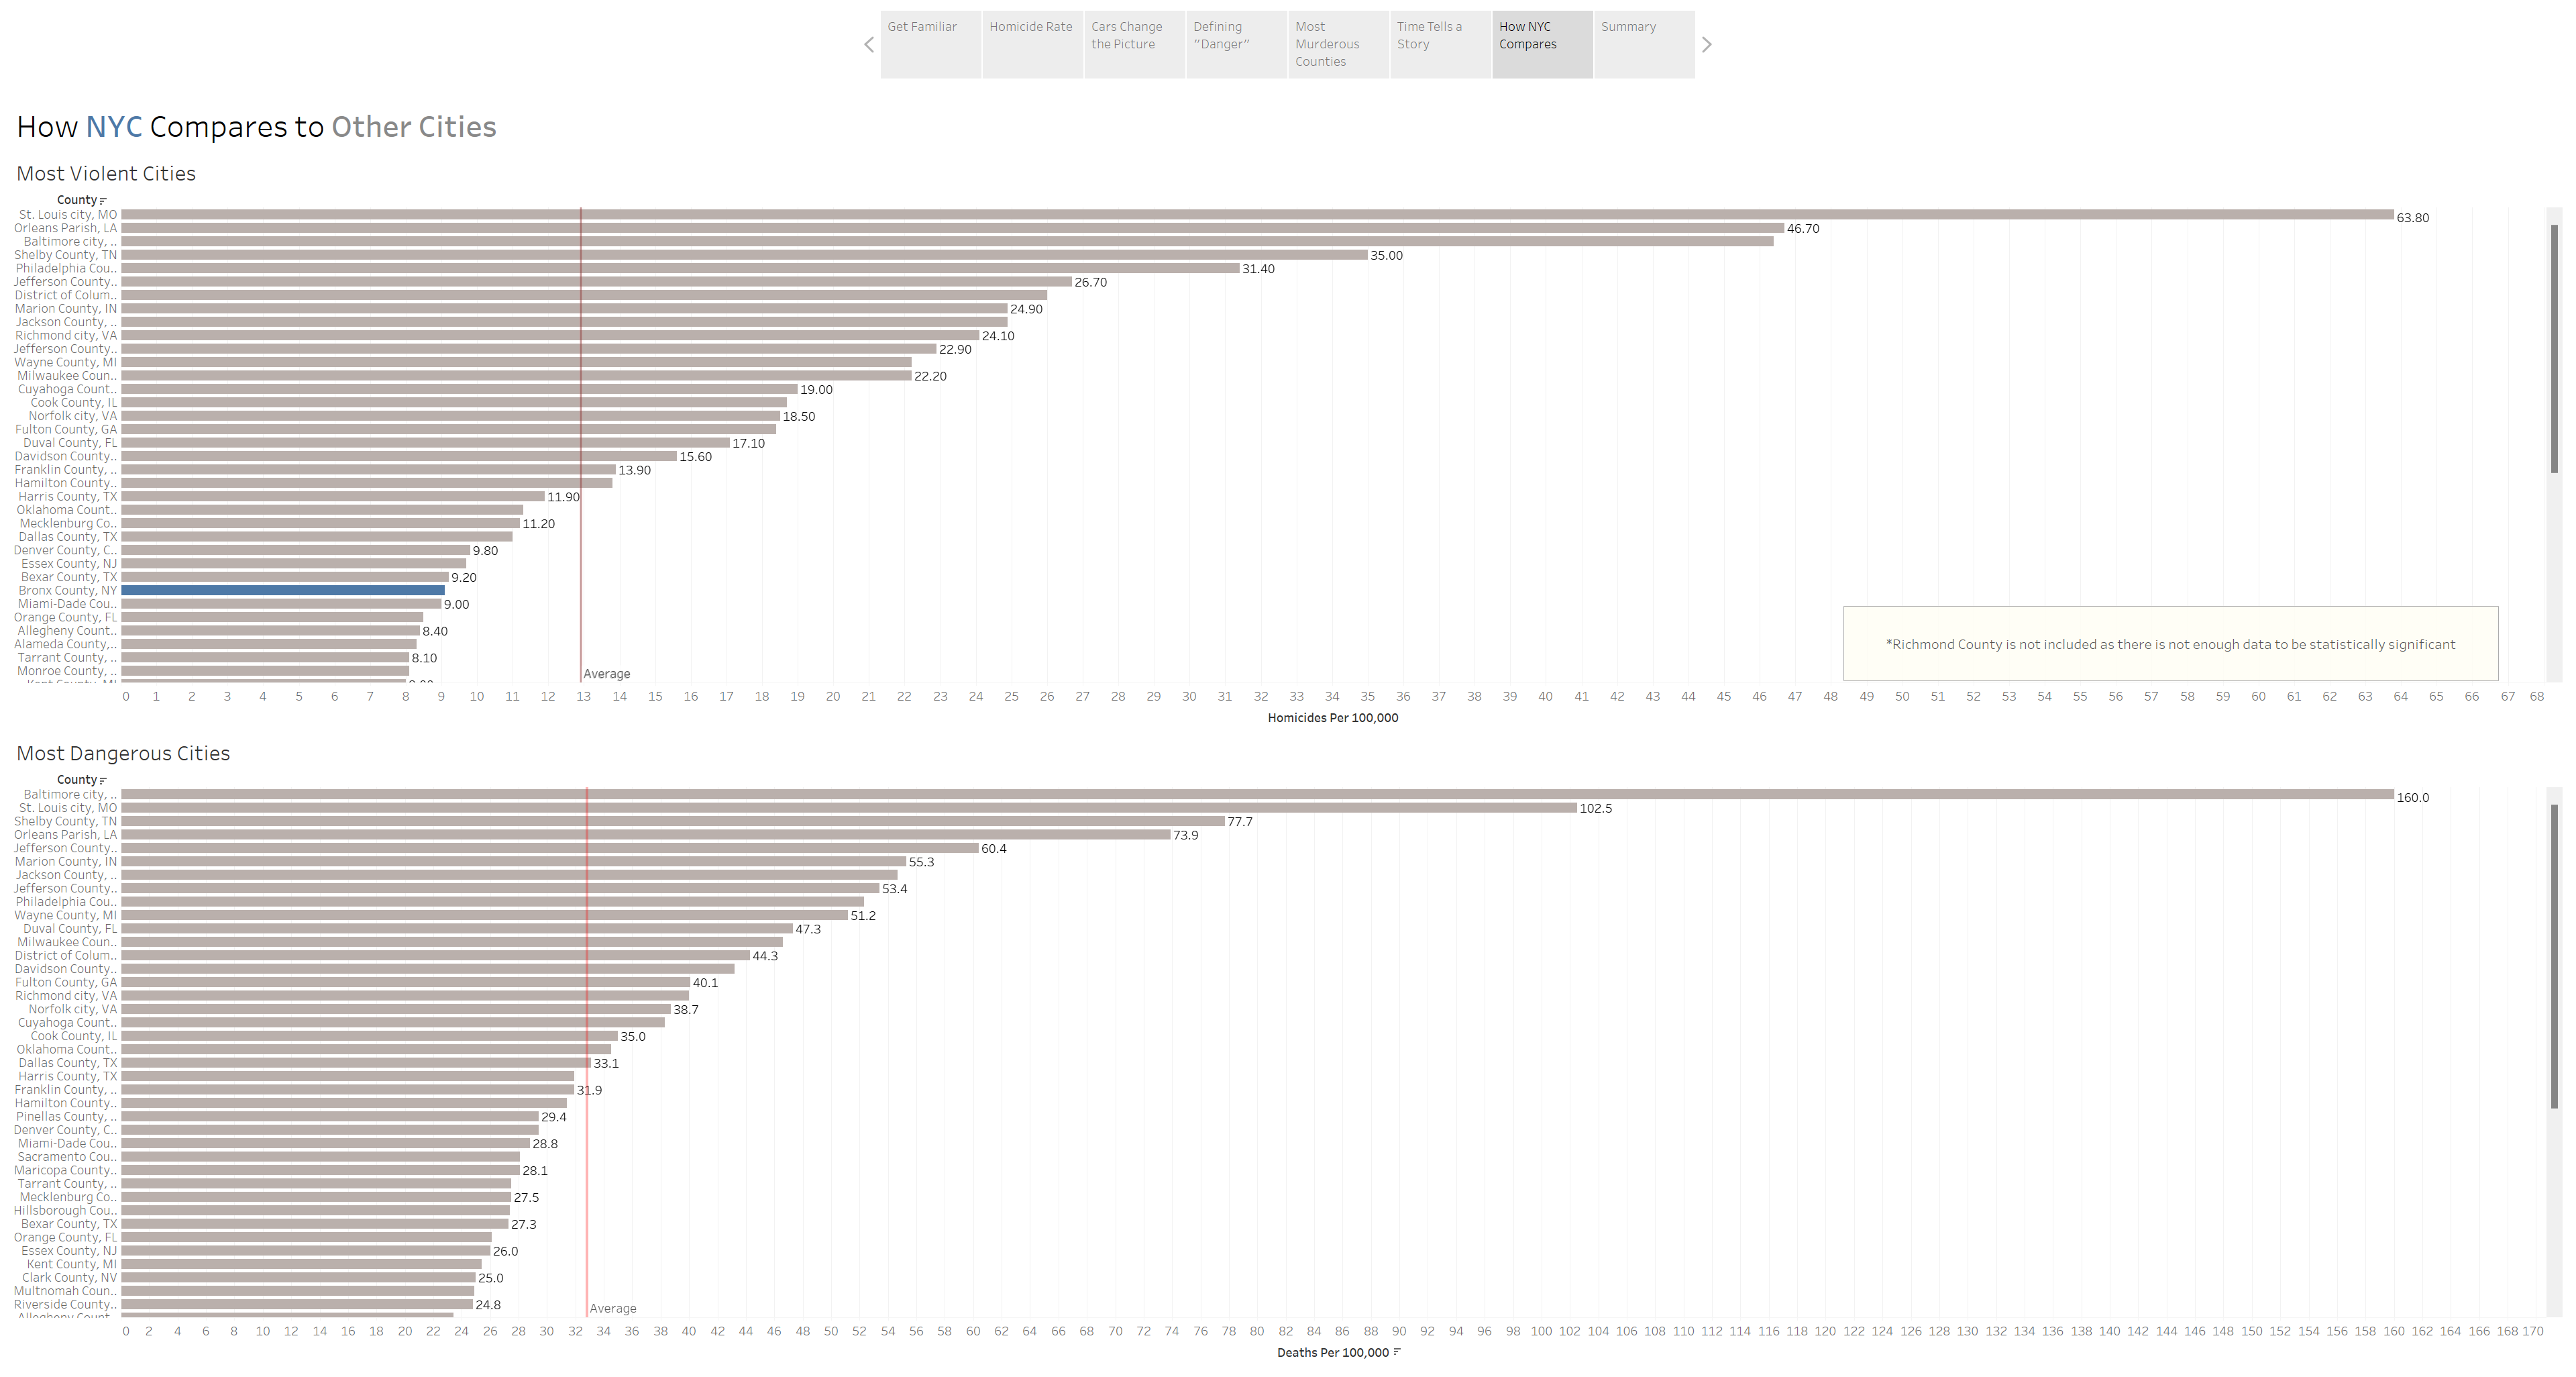 Get Familiar
Homicide Rate
Cars Change
the Picture
Defining
"Danger"
Most
Murderous
Counties
Time Tells a
Story
How NYC
Compares
Summary
How NYC Compares to Other Cities
Most Violent Cities
County
St. Louis city, MO 63.80
Orleans Parish, LA 46.70
Baltimore city, ..
Shelby County, TN 35.00
Philadelphia Cou.. 31.40
Jefferson County.. 26.70
District of Colum..
Marion County, IN 24.90
Jackson County, ..
Richmond city, VA 24.10
Jefferson County.. 22.90
Wayne County, MI
Milwaukee Coun.. 22.20
Cuyahoga Count.. 19.00
Cook County, IL
Norfolk city, VA 18.50
Fulton County, GA
Duval County, FL 17.10
Davidson County.. 15.60
Franklin County, .. 13.90
Hamilton County..
Harris County, TX 11.90
Oklahoma Count..
Mecklenburg Co.. 11.20
Dallas County, TX
Denver County, C.. 9.80
Essex County, NJ
Bexar County, TX 9.20
Bronx County, NY
Miami-Dade Cou.. 9.00
Orange County, FL
Allegheny Count.. 8.40
Alameda County,..
Tarrant County, .. 8.10
Monroe County, ..
Average
*Richmond County is not included as there is not enough data to be statistically significant
0 1 2 3 4 5 6 7 8 9 10 11 12 13 14 15 16 17 18 19 20 21 22 23 24 25 26 27 28 29 30 31 32 33 34 35 36 37 38 39 40 41 42 43 44 45 46 47 48 49 50 51 52 53 54 55 56 57 58 59 60 61 62 63 64 65 66 67 68
Homicides Per 100,000
Most Dangerous Cities
County
Baltimore city, .. 160.0
St. Louis city, MO 102.5
Shelby County, TN 77.7
Orleans Parish, LA 73.9
Jefferson County.. 60.4
Marion County, IN 55.3
Jackson County, ..
Jefferson County.. 53.4
Philadelphia Cou..
Wayne County, MI 51.2
Duval County, FL 47.3
Milwaukee Coun..
District of Colum.. 44.3
Davidson County..
Fulton County, GA 40.1
Richmond city, VA
Norfolk city, VA 38.7
Cuyahoga Count..
Cook County, IL 35.0
Oklahoma Count..
Dallas County, TX 33.1
Harris County, TX
Franklin County, .. 31.9
Hamilton County..
Pinellas County, .. 29.4
Denver County, C..
Miami-Dade Cou.. 28.8
Sacramento Cou..
Maricopa County.. 28.1
Tarrant County, ..
Mecklenburg Co.. 27.5
Hillsborough Cou..
Bexar County, TX 27.3
Orange County, FL
Essex County, NJ 26.0
Kent County, MI
Clark County, NV 25.0
Multnomah Coun..
Riverside County.. 24.8
Average
0 2 4 6 8 10 12 14 16 18 20 22 24 26 28 30 32 34 36 38 40 42 44 46 48 50 52 54 56 58 60 62 64 66 68 70 72 74 76 78 80 82 84 86 88 90 92 94 96 98 100 102 104 106 108 110 112 114 116 118 120 122 124 126 128 130 132 134 136 138 140 142 144 146 148 150 152 154 156 158 160 162 164 166 168 170
Deaths Per 100,000